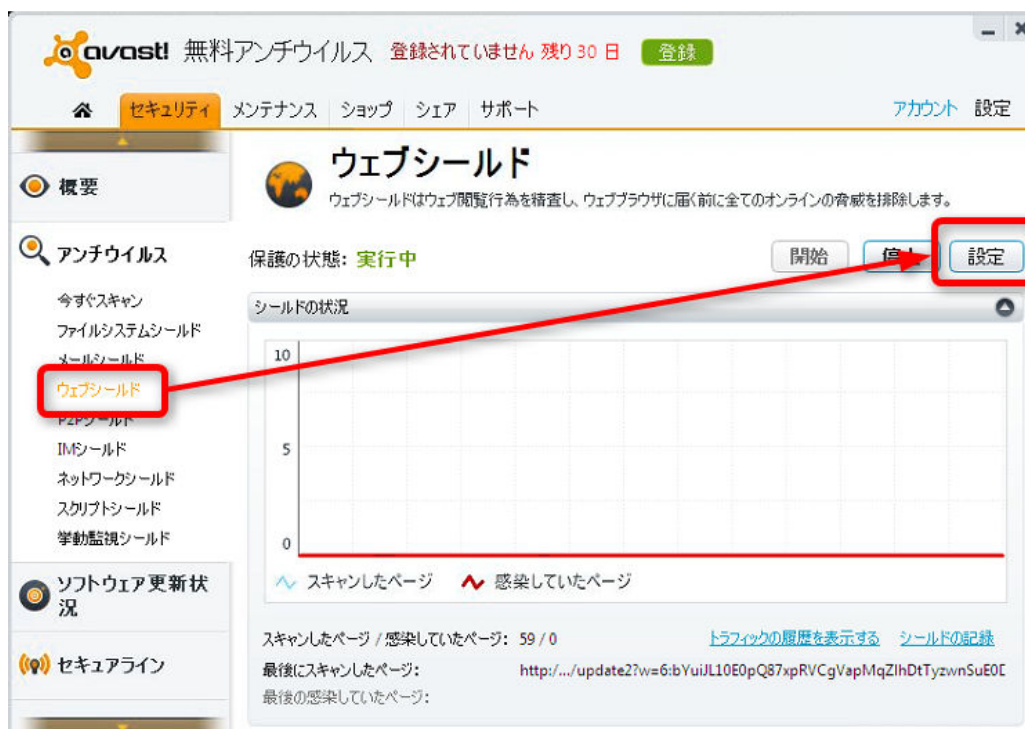 avast! 無料アンチウイルス 登録されていません 残り 30 日 登録
セキュリティ メンテナンス ショップ シェア サポート アカウント 設定
概要
アンチウイルス
今すぐスキャン
ファイルシステムシールド
メールシールド
ウェブシールド
P2Pシールド
IMシールド
ネットワークシールド
スクリプトシールド
挙動監視シールド
ソフトウェア更新状
況
セキュアライン
ウェブシールド
ウェブシールドはウェブ閲覧行為を精査し、ウェブブラウザに届く前に全てのオンラインの脅威を排除します。
保護の状態: 実行中 開始 停止 設定
シールドの状況
10
5
0
スキャンしたページ 感染していたページ
スキャンしたページ / 感染していたページ: 59 / 0 トラフィックの履歴を表示する シールドの記録
最後にスキャンしたページ: http:/.../update2?w=6:bYuiJL10E0pQ87xpRVCgVapMqZlhDtTyzwnSuE0D
最後の感染していたページ: